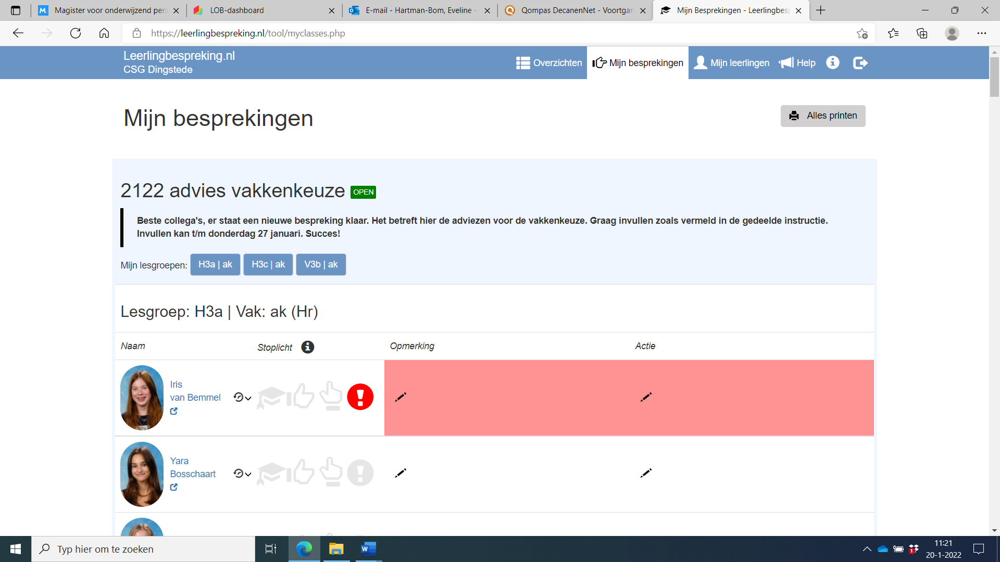 Magister voor onderwijzend pers
LOB-dashboard
E-mail - Hartman-Bom, Eveline -
Qompas DecanenNet - Voortgan
Mijn Besprekingen - Leerlingbesp
https://leerlingbespreking.nl/tool/myclasses.php
Leerlingbespreking.nl
CSG Dingstede
Overzichten
Mijn besprekingen
Mijn leerlingen
Help
Mijn besprekingen
Alles printen
2122 advies vakkenkeuze OPEN
Beste collega's, er staat een nieuwe bespreking klaar. Het betreft hier de adviezen voor de vakkenkeuze. Graag invullen zoals vermeld in de gedeelde instructie.
Invullen kan t/m donderdag 27 januari. Succes!
Mijn lesgroepen: H3a | ak H3c | ak V3b | ak
Lesgroep: H3a | Vak: ak (Hr)
Naam Stoplicht Opmerking Actie
Iris
van Bemmel
Yara
Bosschaart
Typ hier om te zoeken
11:21
20-1-2022